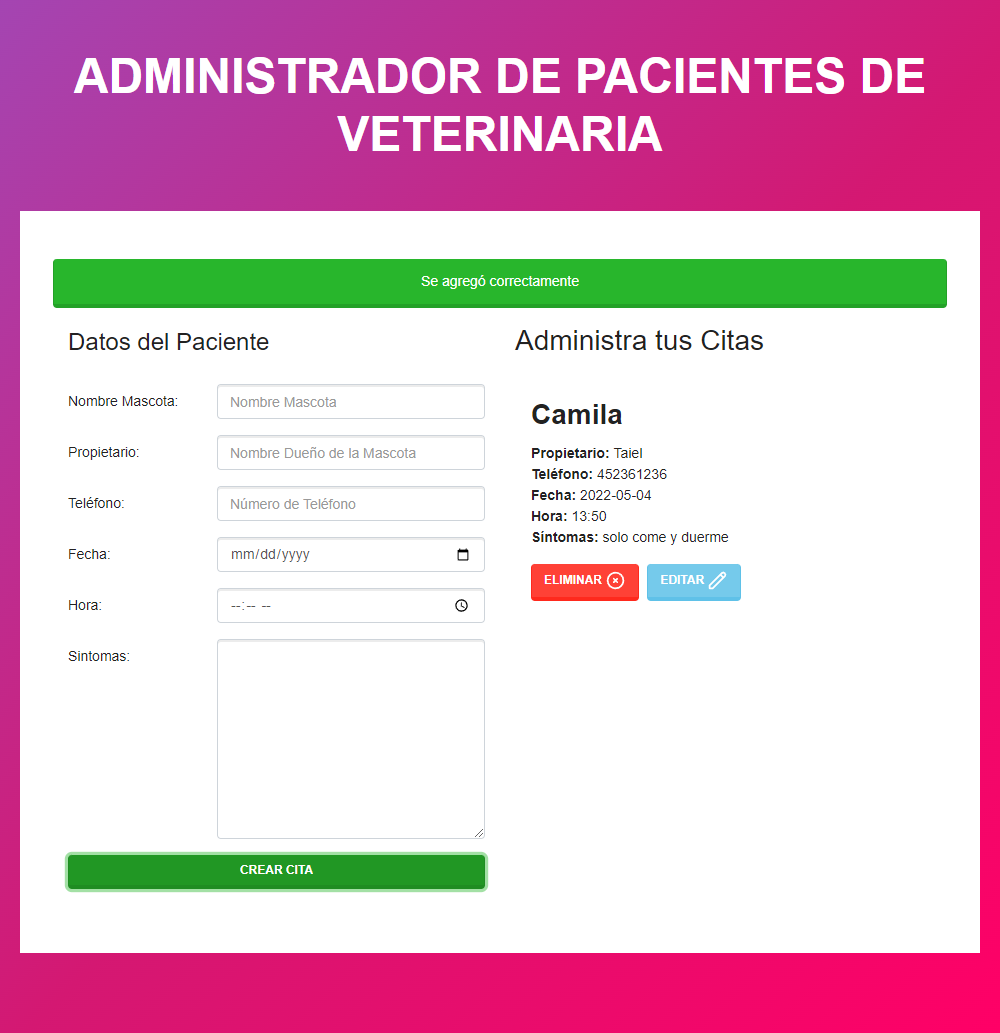 ADMINISTRADOR DE PACIENTES DE
VETERINARIA
Se agregó correctamente
Datos del Paciente
Nombre Mascota:
Nombre Mascota
Propietario:
Nombre Dueño de la Mascota
Teléfono:
Número de Teléfono
Fecha:
mm/dd/yyyy
Hora:
--:-- --
Sintomas:
CREAR CITA
Administra tus Citas
Camila
Propietario: Taiel
Teléfono: 452361236
Fecha: 2022-05-04
Hora: 13:50
Síntomas: solo come y duerme
ELIMINAR
EDITAR